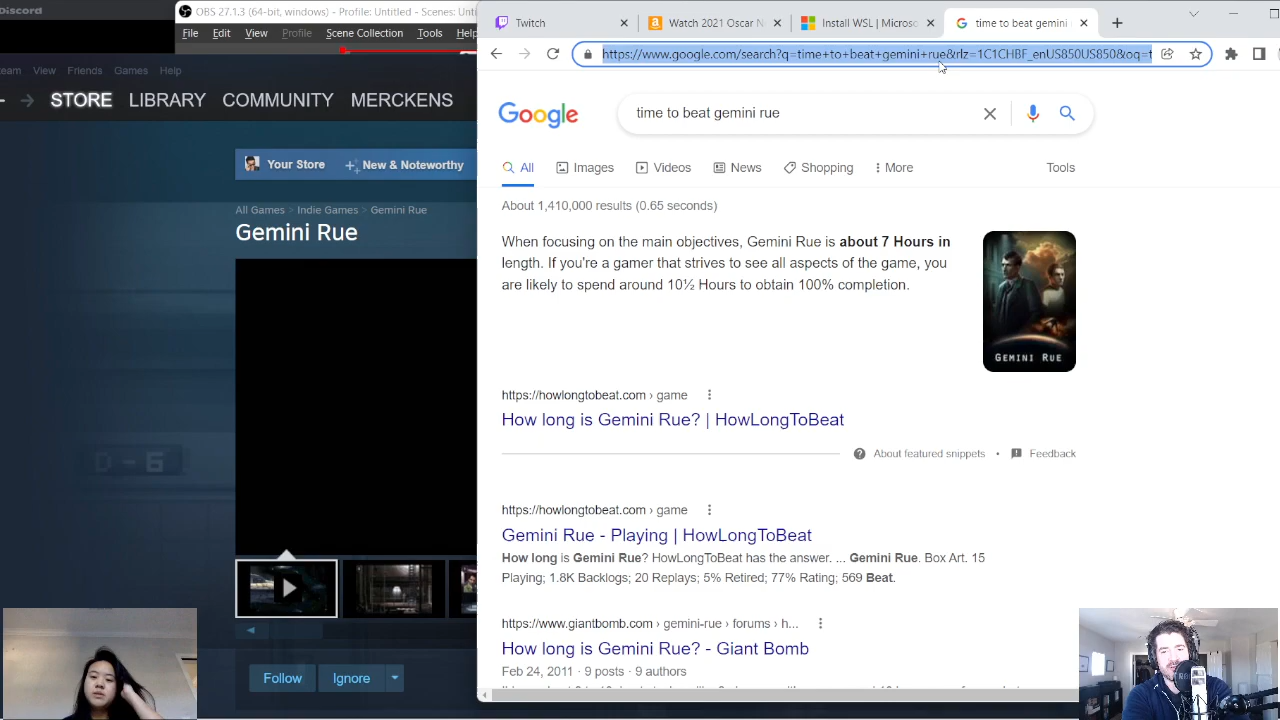 Discord
OBS 27.1.3 (64-bit, windows) - Profile: Untitled - Scenes: Unt
File Edit View Profile Scene Collection Tools Help
eam View Friends Games Help
STORE LIBRARY COMMUNITY MERCKENS
Your Store New & Noteworthy
All Games > Indie Games > Gemini Rue
Gemini Rue
D-6
Follow Ignore
Twitch
Watch 2021 Oscar N
Install WSL | Microso
time to beat gemini
https://www.google.com/search?q=time+to+beat+gemini+rue&rlz=1C1CHBF_enUS850US850&oq=t
Google
time to beat gemini rue
All Images Videos News Shopping More Tools
About 1,410,000 results (0.65 seconds)
When focusing on the main objectives, Gemini Rue is about 7 Hours in
length. If you're a gamer that strives to see all aspects of the game, you
are likely to spend around 10½ Hours to obtain 100% completion.
GEMINI RUE
https://howlongtobeat.com › game
How long is Gemini Rue? | HowLongToBeat
About featured snippets • Feedback
https://howlongtobeat.com › game
Gemini Rue - Playing | HowLongToBeat
How long is Gemini Rue? HowLongToBeat has the answer. ... Gemini Rue. Box Art. 15
Playing; 1.8K Backlogs; 20 Replays; 5% Retired; 77% Rating; 569 Beat.
https://www.giantbomb.com › gemini-rue › forums › h...
How long is Gemini Rue? - Giant Bomb
Feb 24, 2011 · 9 posts · 9 authors